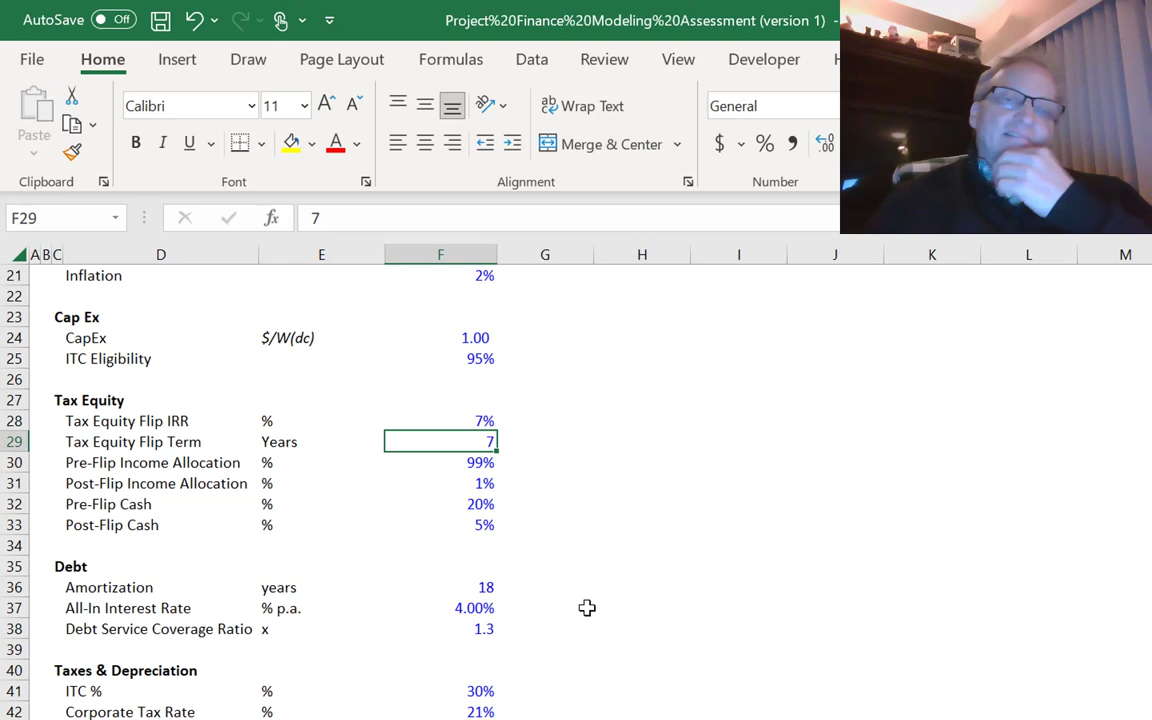 AutoSave Off Project%20Finance%20Modeling%20Assessment (version 1) -
File Home Insert Draw Page Layout Formulas Data Review View Developer
Paste Calibri 11 A A ab Wrap Text General
B I U A Merge & Center $ % , .00
Clipboard Font Alignment Number
F29 fx 7
A B C D E F G H I J K L M
21 Inflation 2%
22
23 Cap Ex
24 CapEx $/W(dc) 1.00
25 ITC Eligibility 95%
26
27 Tax Equity
28 Tax Equity Flip IRR % 7%
29 Tax Equity Flip Term Years 7
30 Pre-Flip Income Allocation % 99%
31 Post-Flip Income Allocation % 1%
32 Pre-Flip Cash % 20%
33 Post-Flip Cash % 5%
34
35 Debt
36 Amortization years 18
37 All-In Interest Rate % p.a. 4.00%
38 Debt Service Coverage Ratio x 1.3
39
40 Taxes & Depreciation
41 ITC % % 30%
42 Corporate Tax Rate % 21%